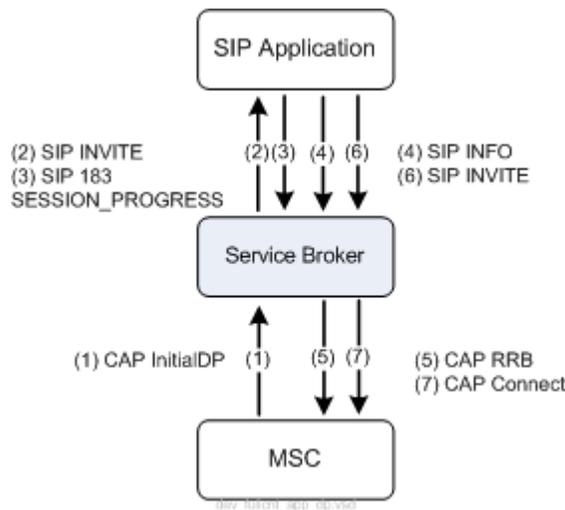 SIP Application
(2) SIP INVITE
(3) SIP 183
SESSION_PROGRESS
(2) (3) (4) (6)
(4) SIP INFO
(6) SIP INVITE
Service Broker
(1) CAP InitialDP
(1) (5) (7)
(5) CAP RRB
(7) CAP Connect
MSC